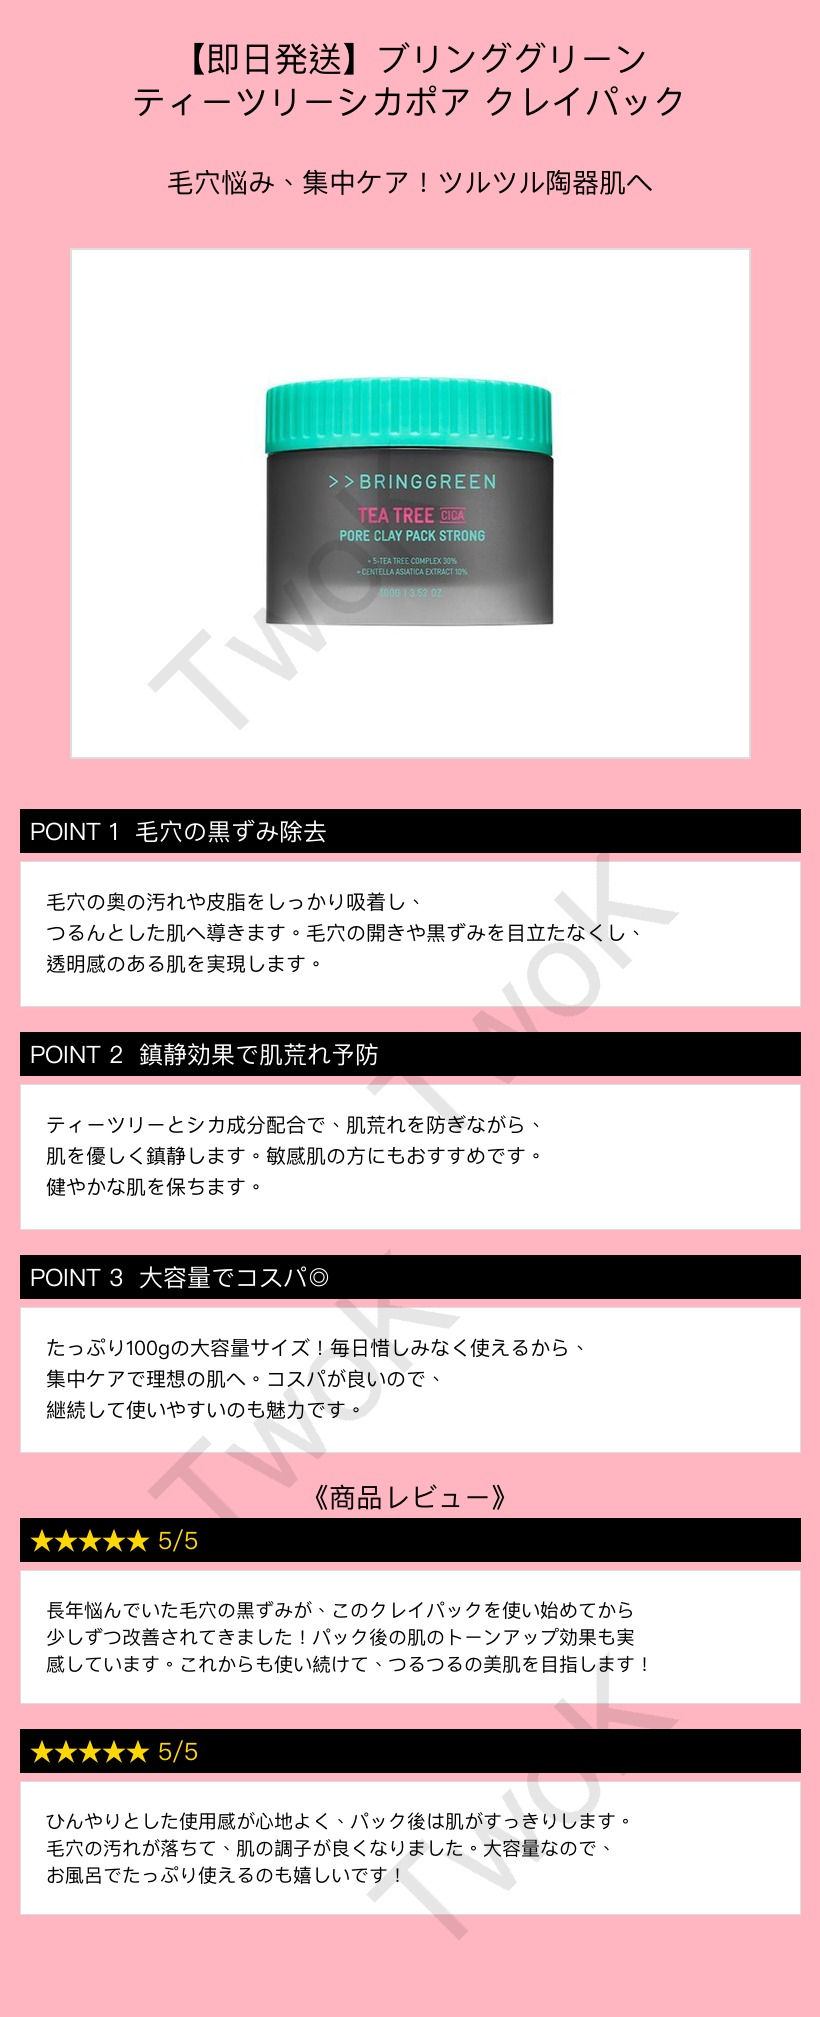 【即日発送】ブリンググリーン
ティーツリーシカポア クレイパック
毛穴悩み、集中ケア！ツルツル陶器肌へ
>>BRINGGREEN
TEA TREE CICA
PORE CLAY PACK STRONG
+ 5-TEA TREE COMPLEX 30%
+ CENTELLA ASIATICA EXTRACT 10%
100G | 3.52 OZ.
TwoK
POINT 1 毛穴の黒ずみ除去
毛穴の奥の汚れや皮脂をしっかり吸着し、
つるんとした肌へ導きます。毛穴の開きや黒ずみを目立たなくし、
透明感のある肌を実現します。
TwoK
POINT 2 鎮静効果で肌荒れ予防
ティーツリーとシカ成分配合で、肌荒れを防ぎながら、
肌を優しく鎮静します。敏感肌の方にもおすすめです。
健やかな肌を保ちます。
POINT 3 大容量でコスパ◎
たっぷり100gの大容量サイズ！毎日惜しみなく使えるから、
集中ケアで理想の肌へ。コスパが良いので、
継続して使いやすいのも魅力です。
TwoK
《商品レビュー》
★★★★★ 5/5
長年悩んでいた毛穴の黒ずみが、このクレイパックを使い始めてから
少しずつ改善されてきました！パック後の肌のトーンアップ効果も実
感しています。これからも使い続けて、つるつるの美肌を目指します！
★★★★★ 5/5
ひんやりとした使用感が心地よく、パック後は肌がすっきりします。
毛穴の汚れが落ちて、肌の調子が良くなりました。大容量なので、
お風呂でたっぷり使えるのも嬉しいです！
TwoK